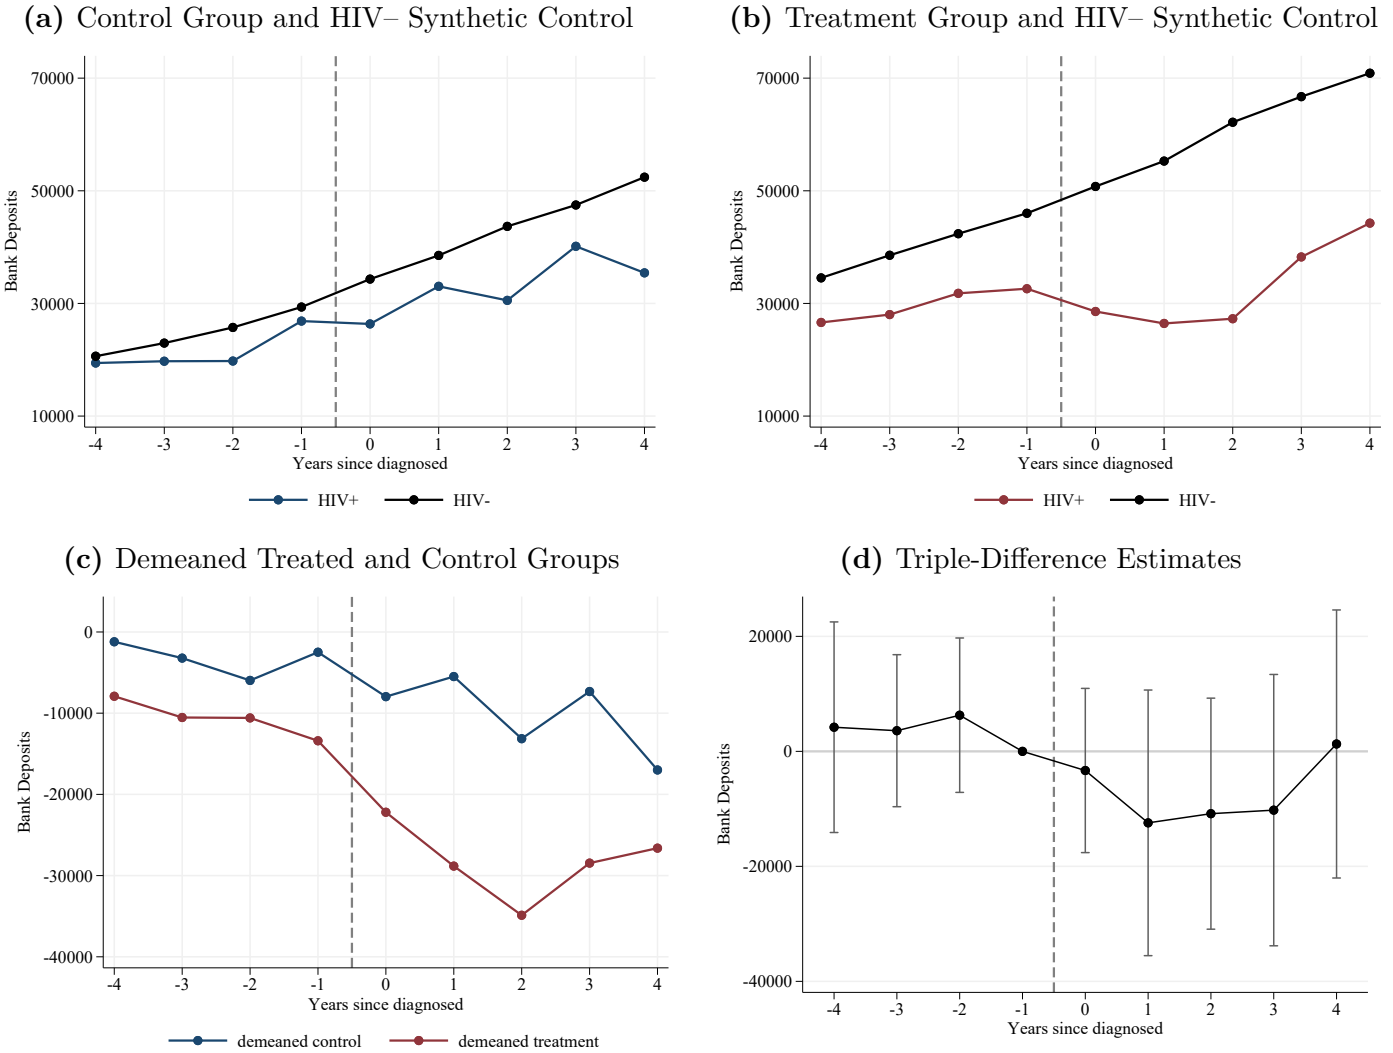 (a) Control Group and HIV– Synthetic Control
70000
50000
30000
10000
Bank Deposits
-4 -3 -2 -1 0 1 2 3 4
Years since diagnosed
HIV+ HIV-
(b) Treatment Group and HIV– Synthetic Control
70000
50000
30000
10000
Bank Deposits
-4 -3 -2 -1 0 1 2 3 4
Years since diagnosed
HIV+ HIV-
(c) Demeaned Treated and Control Groups
0
-10000
-20000
-30000
-40000
Bank Deposits
-4 -3 -2 -1 0 1 2 3 4
Years since diagnosed
demeaned control demeaned treatment
(d) Triple-Difference Estimates
20000
0
-20000
-40000
Bank Deposits
-4 -3 -2 -1 0 1 2 3 4
Years since diagnosed